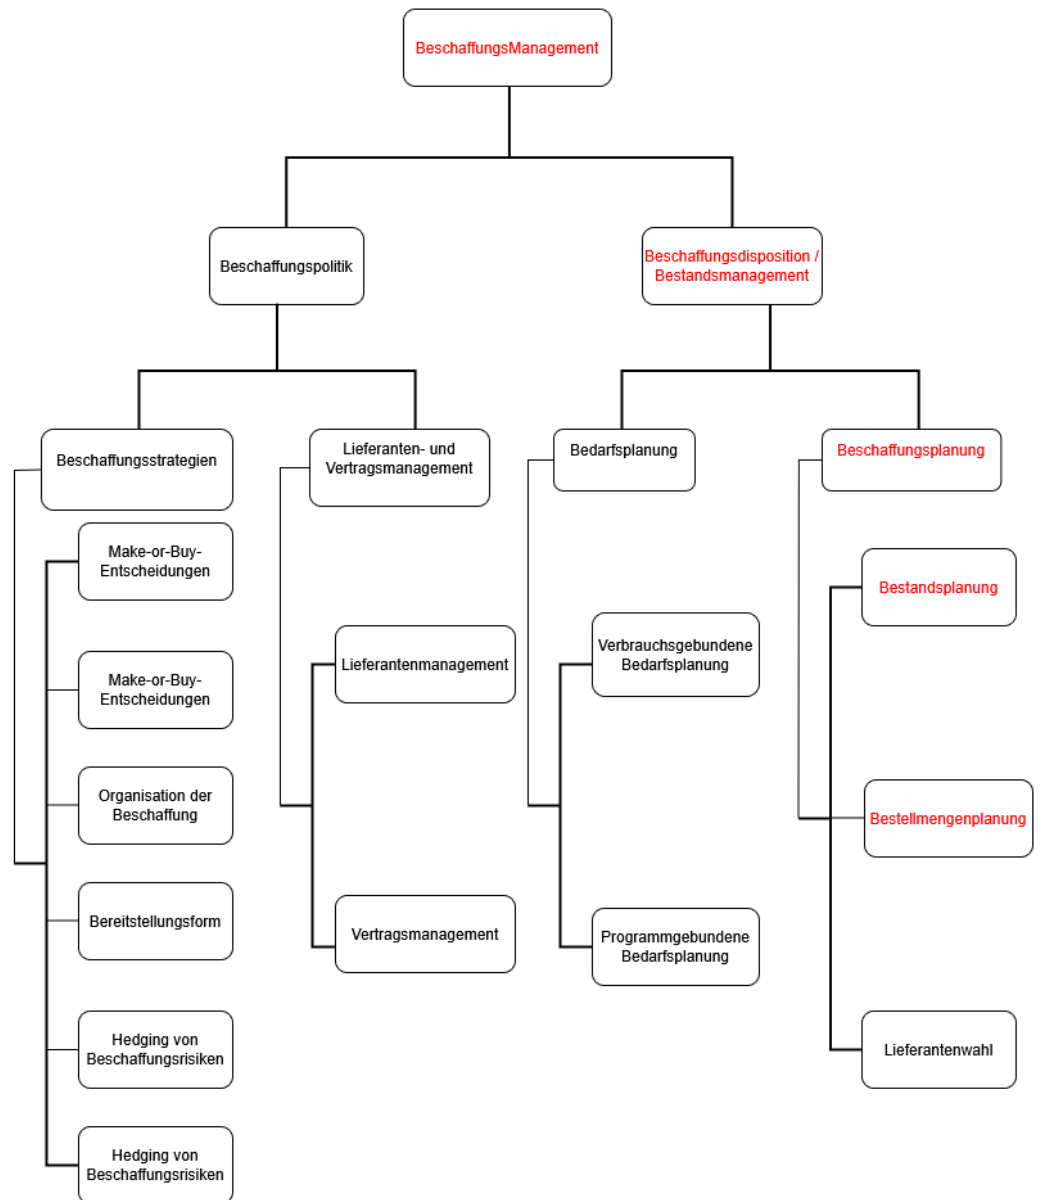 BeschaffungsManagement
Beschaffungspolitik
Beschaffungsdisposition /
Bestandsmanagement
Beschaffungsstrategien
Lieferanten- und
Vertragsmanagement
Bedarfsplanung
Beschaffungsplanung
Make-or-Buy-
Entscheidungen
Make-or-Buy-
Entscheidungen
Organisation der
Beschaffung
Bereitstellungsform
Hedging von
Beschaffungsrisiken
Hedging von
Beschaffungsrisiken
Lieferantenmanagement
Vertragsmanagement
Verbrauchsgebundene
Bedarfsplanung
Programmgebundene
Bedarfsplanung
Bestandsplanung
Bestellmengenplanung
Lieferantenwahl